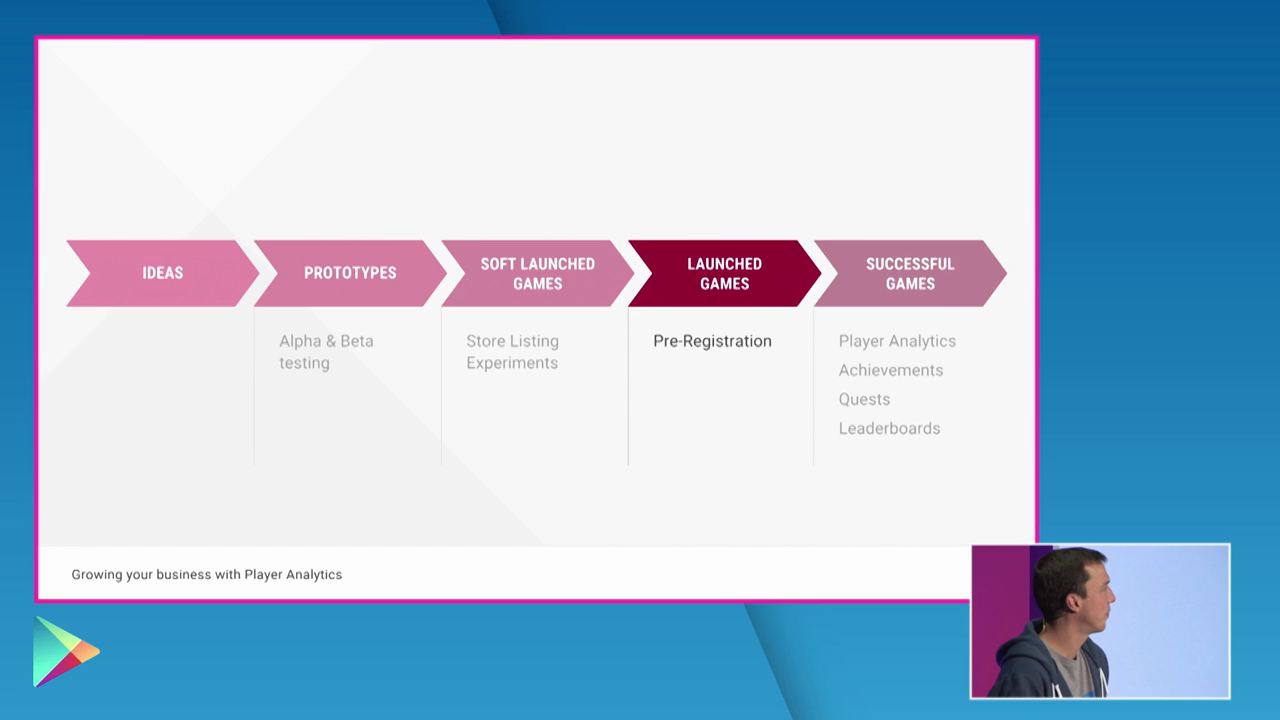 IDEAS
PROTOTYPES
SOFT LAUNCHED
GAMES
LAUNCHED
GAMES
SUCCESSFUL
GAMES
Alpha & Beta
testing
Store Listing
Experiments
Pre-Registration
Player Analytics
Achievements
Quests
Leaderboards
Growing your business with Player Analytics